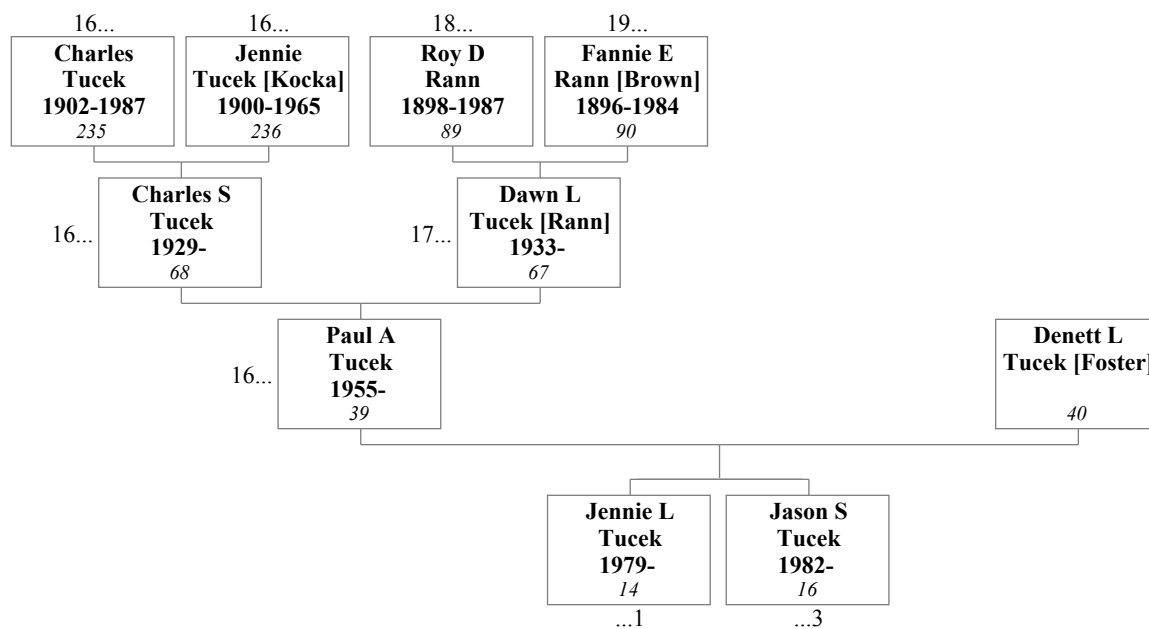 16...
16...
18...
19...
Charles
Tucek
1902-1987
235
Jennie
Tucek [Kocka]
1900-1965
236
Roy D
Rann
1898-1987
89
Fannie E
Rann [Brown]
1896-1984
90
16...
Charles S
Tucek
1929-
68
17...
Dawn L
Tucek [Rann]
1933-
67
16...
Paul A
Tucek
1955-
39
Denett L
Tucek [Foster]
40
Jennie L
Tucek
1979-
14
...1
Jason S
Tucek
1982-
16
...3